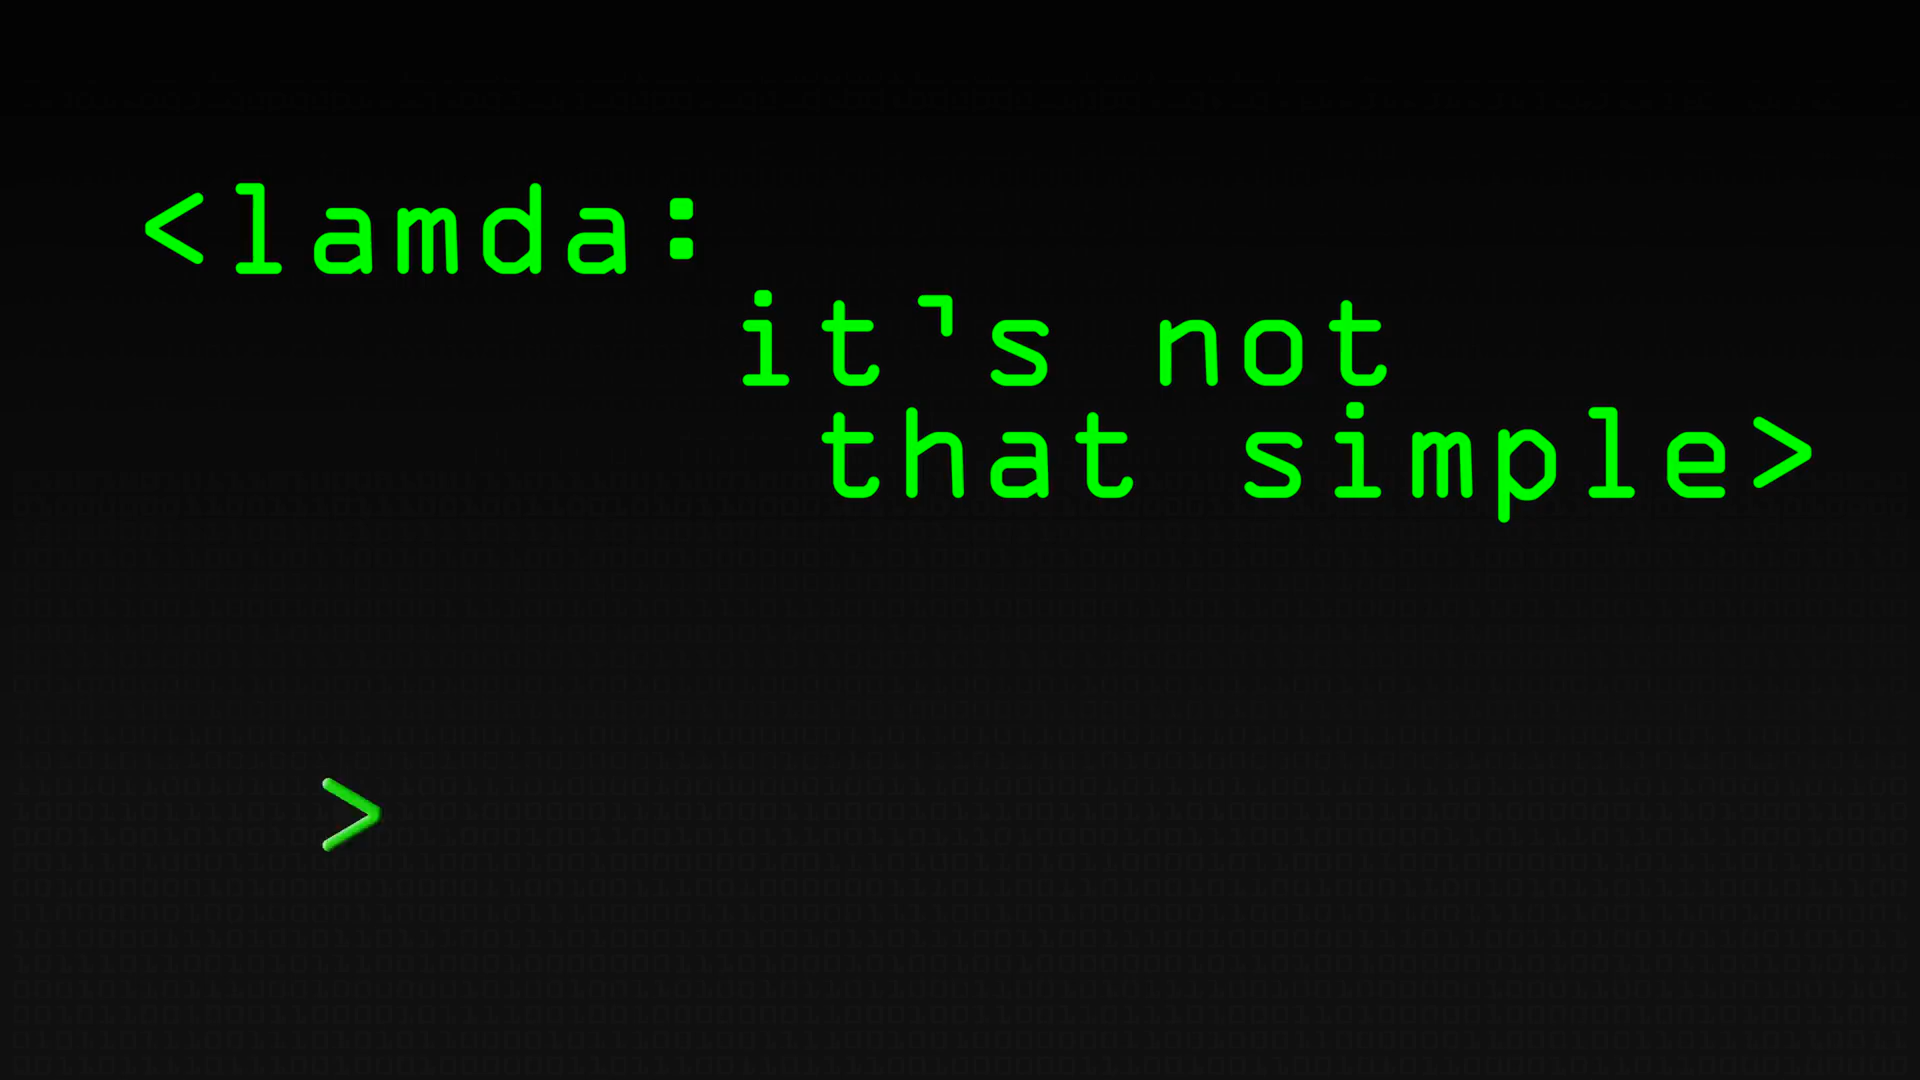 <lamda:
it's not
that simple>
>